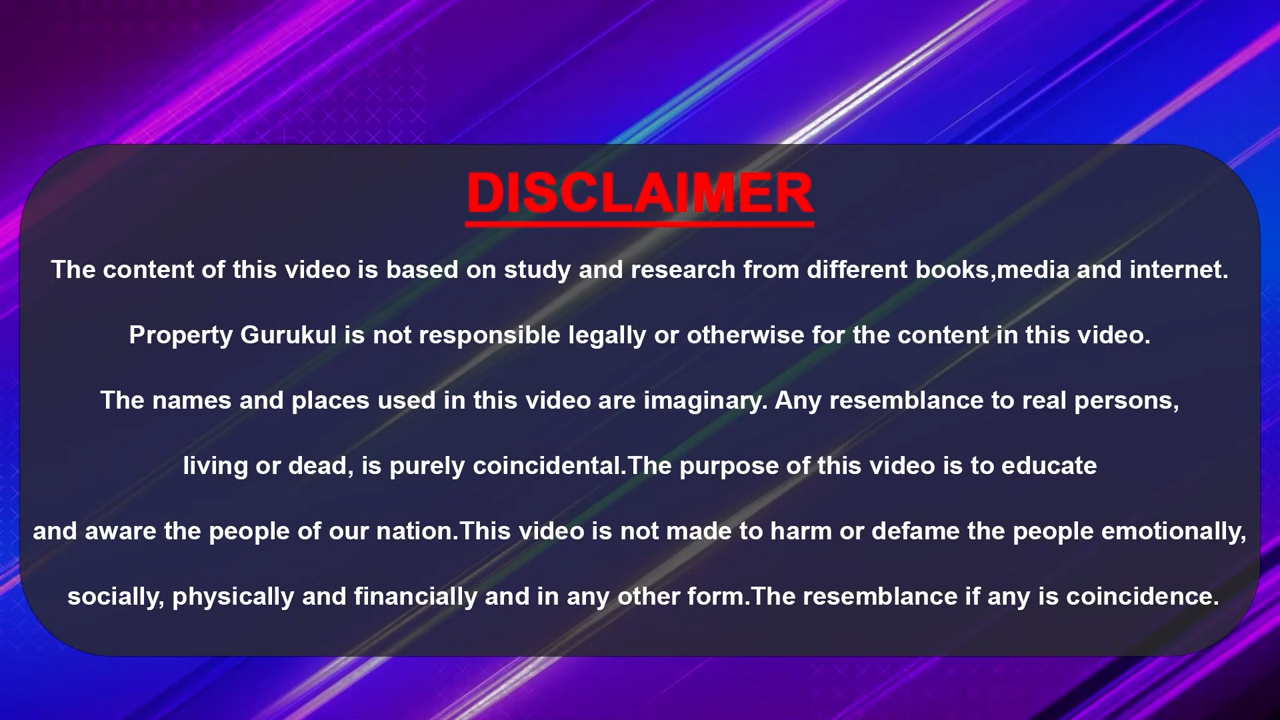 DISCLAIMER
The content of this video is based on study and research from different books,media and internet.
Property Gurukul is not responsible legally or otherwise for the content in this video.
The names and places used in this video are imaginary. Any resemblance to real persons,
living or dead, is purely coincidental.The purpose of this video is to educate
and aware the people of our nation.This video is not made to harm or defame the people emotionally,
socially, physically and financially and in any other form.The resemblance if any is coincidence.